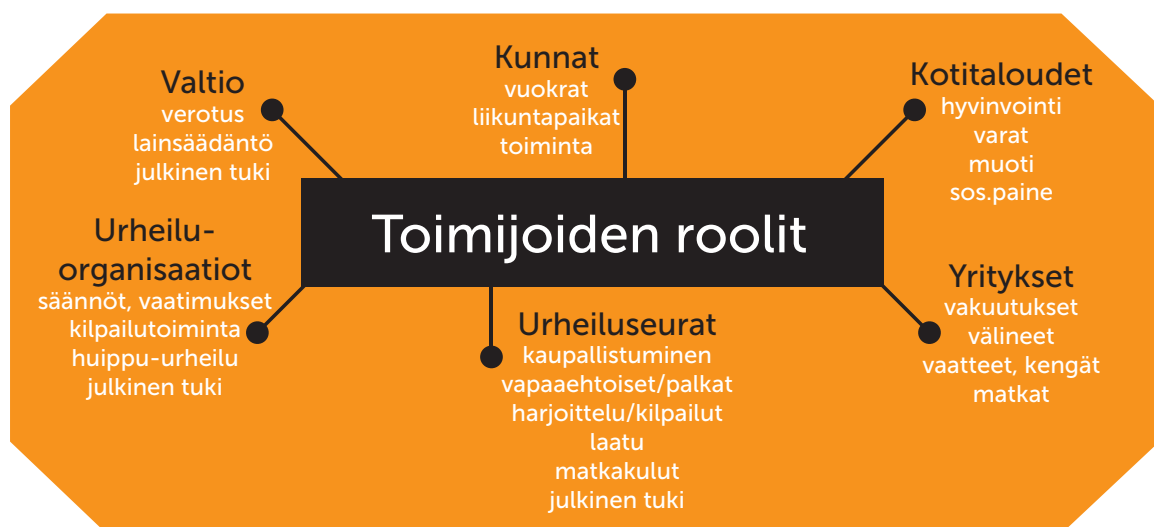 Valtio
verotus
lainsäädäntö
julkinen tuki
Kunnat
vuokrat
liikuntapaikat
toiminta
Kotitaloudet
hyvinvointi
varat
muoti
sos.paine
Toimijoiden roolit
Urheilu-
organisaatiot
säännöt, vaatimukset
kilpailutoiminta
huippu-urheilu
julkinen tuki
Urheiluseurat
kaupallistuminen
vapaaehtoiset/palkat
harjoittelu/kilpailut
laatu
matkakulut
julkinen tuki
Yritykset
vakuutukset
välineet
vaatteet, kengät
matkat